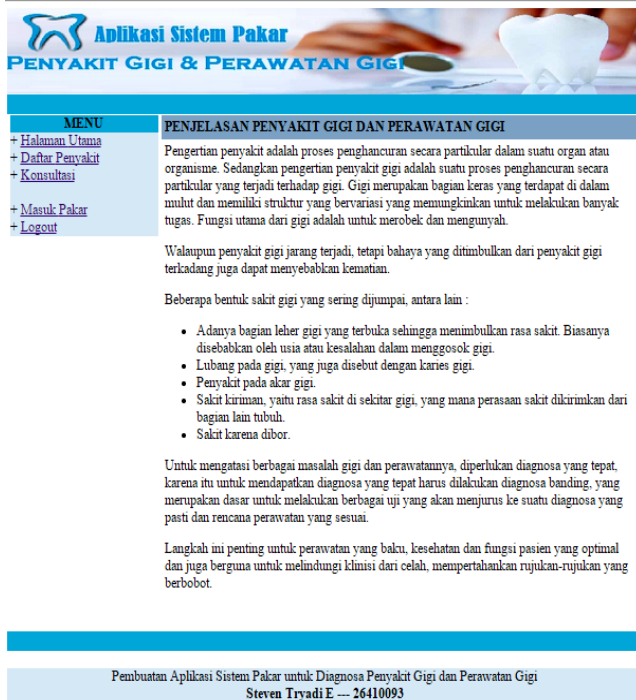 Aplikasi Sistem Pakar
PENYAKIT GIGI & PERAWATAN GIGI
MENU
+ Halaman Utama
+ Daftar Penyakit
+ Konsultasi
+ Masuk Pakar
+ Logout
PENJELASAN PENYAKIT GIGI DAN PERAWATAN GIGI
Pengertian penyakit adalah proses penghancuran secara partikular dalam suatu organ atau
organisme. Sedangkan pengertian penyakit gigi adalah suatu proses penghancuran secara
partikular yang terjadi terhadap gigi. Gigi merupakan bagian keras yang terdapat di dalam
mulut dan memiliki struktur yang bervariasi yang memungkinkan untuk melakukan banyak
tugas. Fungsi utama dari gigi adalah untuk merobek dan mengunyah.
Walaupun penyakit gigi jarang terjadi, tetapi bahaya yang ditimbulkan dari penyakit gigi
terkadang juga dapat menyebabkan kematian.
Beberapa bentuk sakit gigi yang sering dijumpai, antara lain :
• Adanya bagian leher gigi yang terbuka sehingga menimbulkan rasa sakit. Biasanya
disebabkan oleh usia atau kesalahan dalam menggosok gigi.
• Lubang pada gigi, yang juga disebut dengan karies gigi.
• Penyakit pada akar gigi.
• Sakit kiriman, yaitu rasa sakit di sekitar gigi, yang mana perasaan sakit dikirimkan dari
bagian lain tubuh.
• Sakit karena dibor.
Untuk mengatasi berbagai masalah gigi dan perawatannya, diperlukan diagnosa yang tepat,
karena itu untuk mendapatkan diagnosa yang tepat harus dilakukan diagnosa banding, yang
merupakan dasar untuk melakukan berbagai uji yang akan menjurus ke suatu diagnosa yang
pasti dan rencana perawatan yang sesuai.
Langkah ini penting untuk perawatan yang baku, kesehatan dan fungsi pasien yang optimal
dan juga berguna untuk melindungi klinisi dari celah, mempertahankan rujukan-rujukan yang
berbobot.
Pembuatan Aplikasi Sistem Pakar untuk Diagnosa Penyakit Gigi dan Perawatan Gigi
Steven Tryadi E --- 26410093